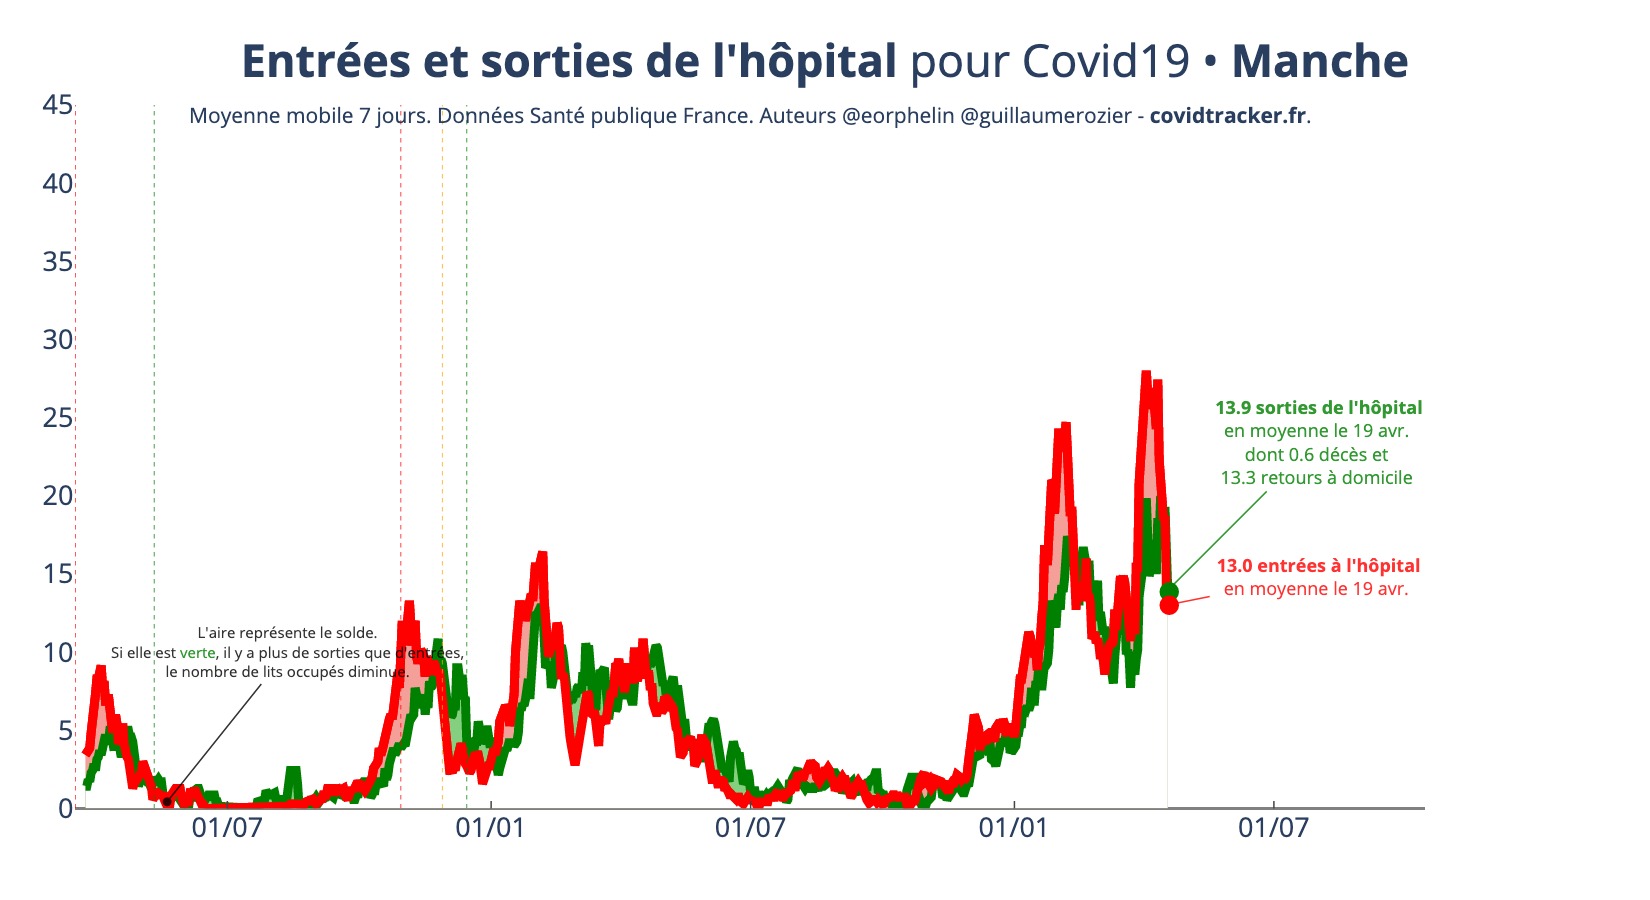 Entrées et sorties de l'hôpital pour Covid19 • Manche
Moyenne mobile 7 jours. Données Santé publique France. Auteurs @eorphelin @guillaumerozier - covidtracker.fr.
45
40
35
30
25
20
15
10
5
0
13.9 sorties de l'hôpital
en moyenne le 19 avr.
dont 0.6 décès et
13.3 retours à domicile
13.0 entrées à l'hôpital
en moyenne le 19 avr.
L'aire représente le solde.
Si elle est verte, il y a plus de sorties que d'entrées,
le nombre de lits occupés diminue.
01/07
01/01
01/07
01/01
01/07